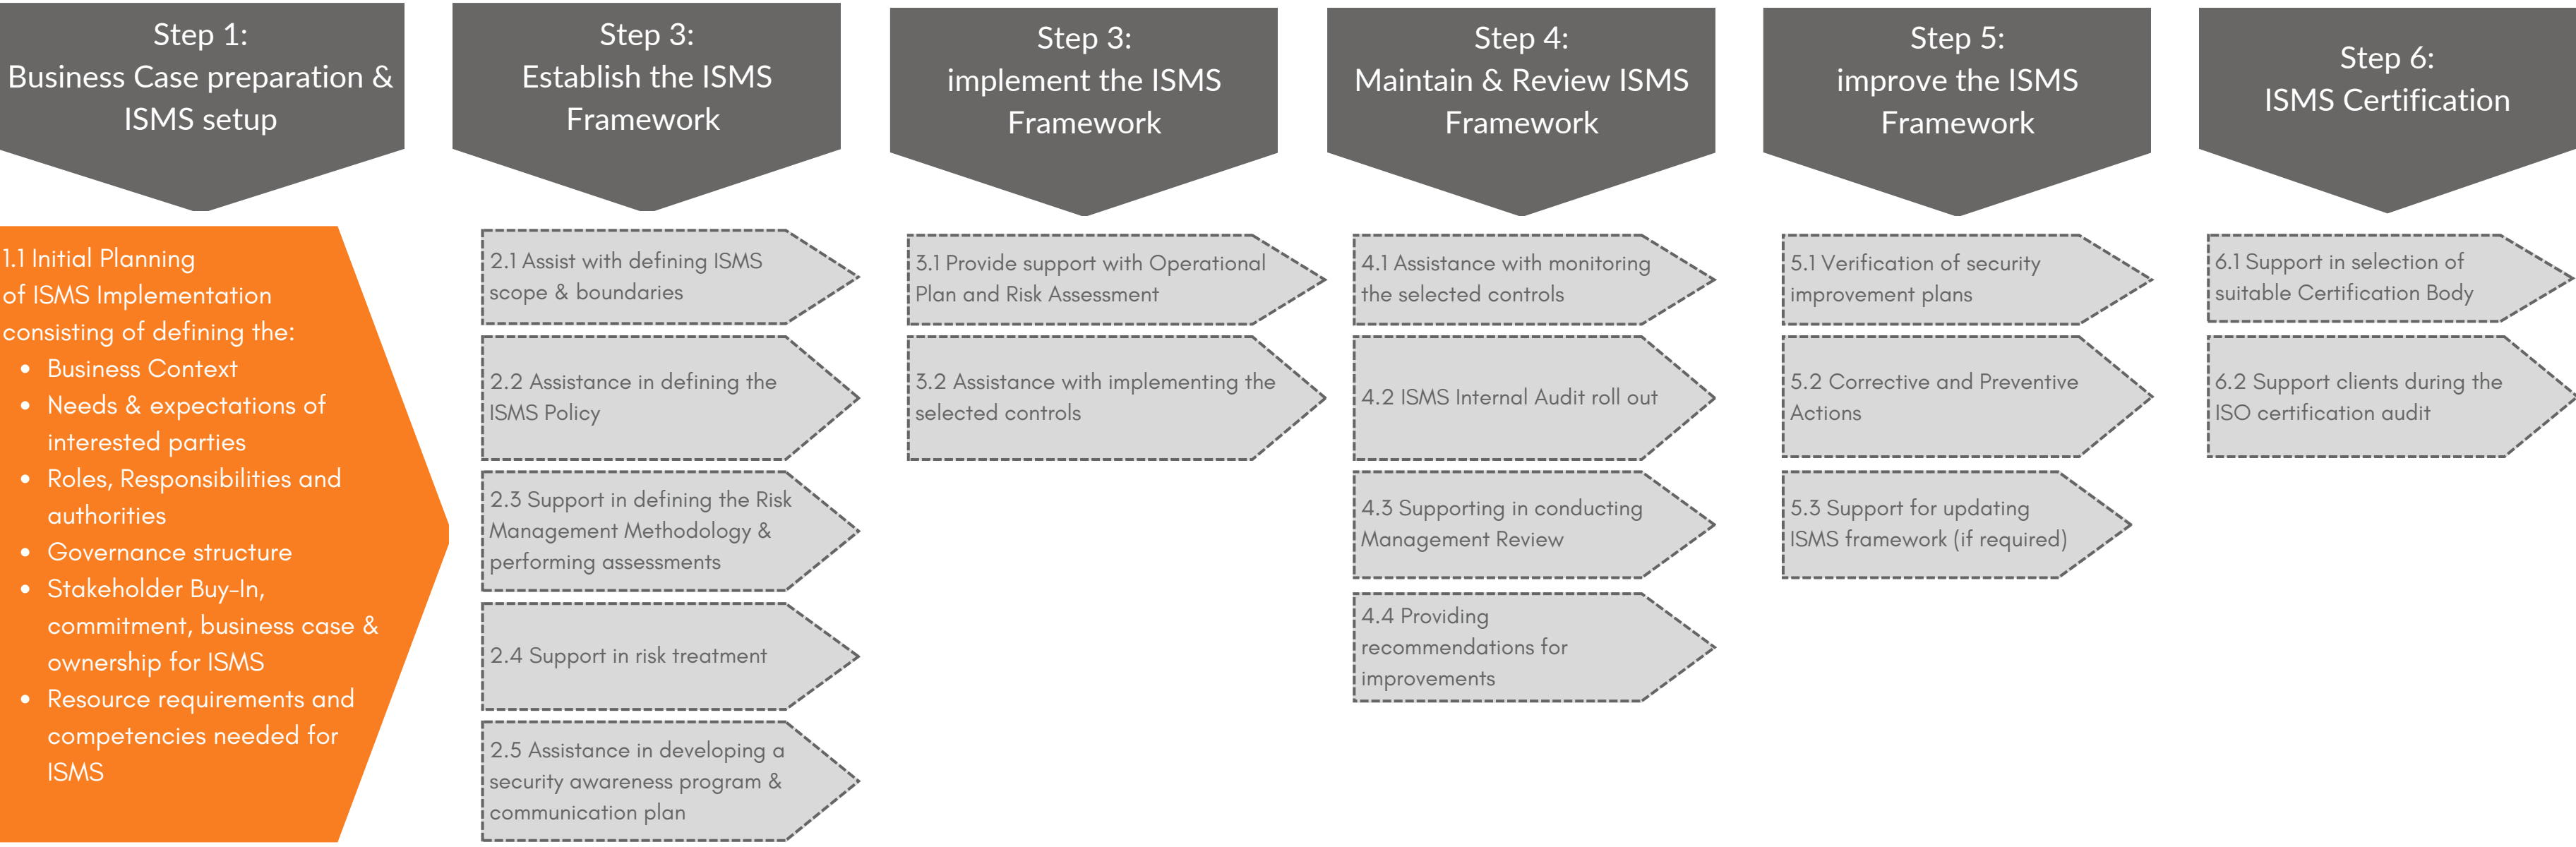 Step 1:
Business Case preparation &
ISMS setup
1.1 Initial Planning
of ISMS Implementation
consisting of defining the:
• Business Context
• Needs & expectations of
interested parties
• Roles, Responsibilities and
authorities
• Governance structure
• Stakeholder Buy-In,
commitment, business case &
ownership for ISMS
• Resource requirements and
competencies needed for
ISMS
Step 3:
Establish the ISMS
Framework
2.1 Assist with defining ISMS
scope & boundaries
2.2 Assistance in defining the
ISMS Policy
2.3 Support in defining the Risk
Management Methodology &
performing assessments
2.4 Support in risk treatment
2.5 Assistance in developing a
security awareness program &
communication plan
Step 3:
implement the ISMS
Framework
3.1 Provide support with Operational
Plan and Risk Assessment
3.2 Assistance with implementing the
selected controls
Step 4:
Maintain & Review ISMS
Framework
4.1 Assistance with monitoring
the selected controls
4.2 ISMS Internal Audit roll out
4.3 Supporting in conducting
Management Review
4.4 Providing
recommendations for
improvements
Step 5:
improve the ISMS
Framework
5.1 Verification of security
improvement plans
5.2 Corrective and Preventive
Actions
5.3 Support for updating
ISMS framework (if required)
Step 6:
ISMS Certification
6.1 Support in selection of
suitable Certification Body
6.2 Support clients during the
ISO certification audit